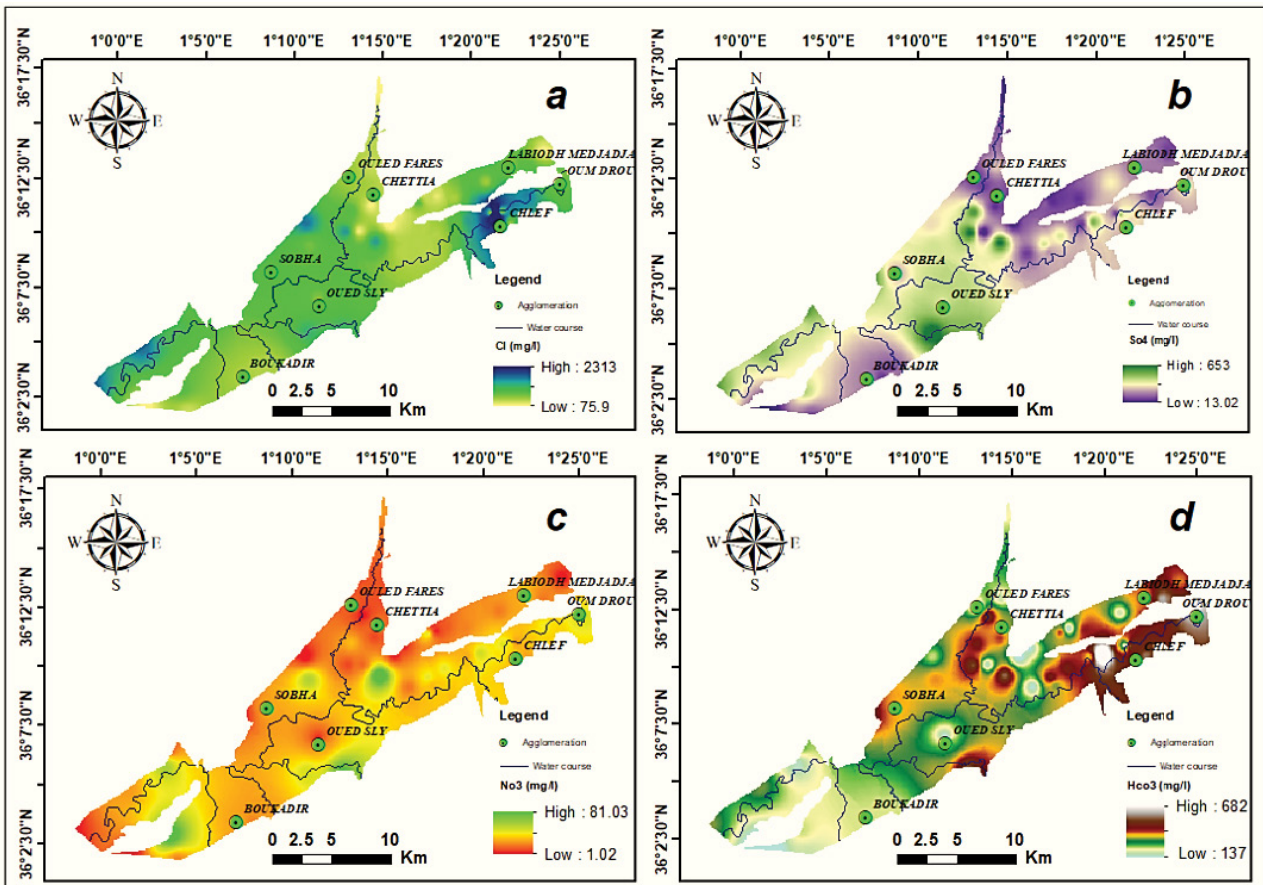 1°0'0"E 1°5'0"E 1°10'0"E 1°15'0"E 1°20'0"E 1°25'0"E
36°17'30"N
36°12'30"N
36°7'30"N
36°2'30"N
N
W E
S
a
OULED FARES
CHETTIA
LABIODH MEDJADJA
OUM DROU
CHLEF
SOBHA
OUED SLY
BOUKADIR
Legend
Agglomeration
Water course
Cl (mg/l)
High : 2313
Low : 75.9
0 2.5 5 10
Km
1°0'0"E 1°5'0"E 1°10'0"E 1°15'0"E 1°20'0"E 1°25'0"E
36°17'30"N
36°12'30"N
36°7'30"N
36°2'30"N
N
W E
S
b
OULED FARES
CHETTIA
LABIODH MEDJADJA
OUM DROU
CHLEF
SOBHA
OUED SLY
BOUKADIR
Legend
Agglomeration
Water course
So4 (mg/l)
High : 653
Low : 13.02
0 2.5 5 10
Km
1°0'0"E 1°5'0"E 1°10'0"E 1°15'0"E 1°20'0"E 1°25'0"E
36°17'30"N
36°12'30"N
36°7'30"N
36°2'30"N
N
W E
S
c
OULED FARES
CHETTIA
LABIODH MEDJADJA
OUM DROU
CHLEF
SOBHA
OUED SLY
BOUKADIR
Legend
Agglomeration
Water course
No3 (mg/l)
High : 81.03
Low : 1.02
0 2.5 5 10
Km
1°0'0"E 1°5'0"E 1°10'0"E 1°15'0"E 1°20'0"E 1°25'0"E
36°17'30"N
36°12'30"N
36°7'30"N
36°2'30"N
N
W E
S
d
OULED FARES
CHETTIA
LABIODH MEDJADJA
OUM DROU
CHLEF
SOBHA
OUED SLY
BOUKADIR
Legend
Agglomeration
Water course
Hco3 (mg/l)
High : 682
Low : 137
0 2.5 5 10
Km